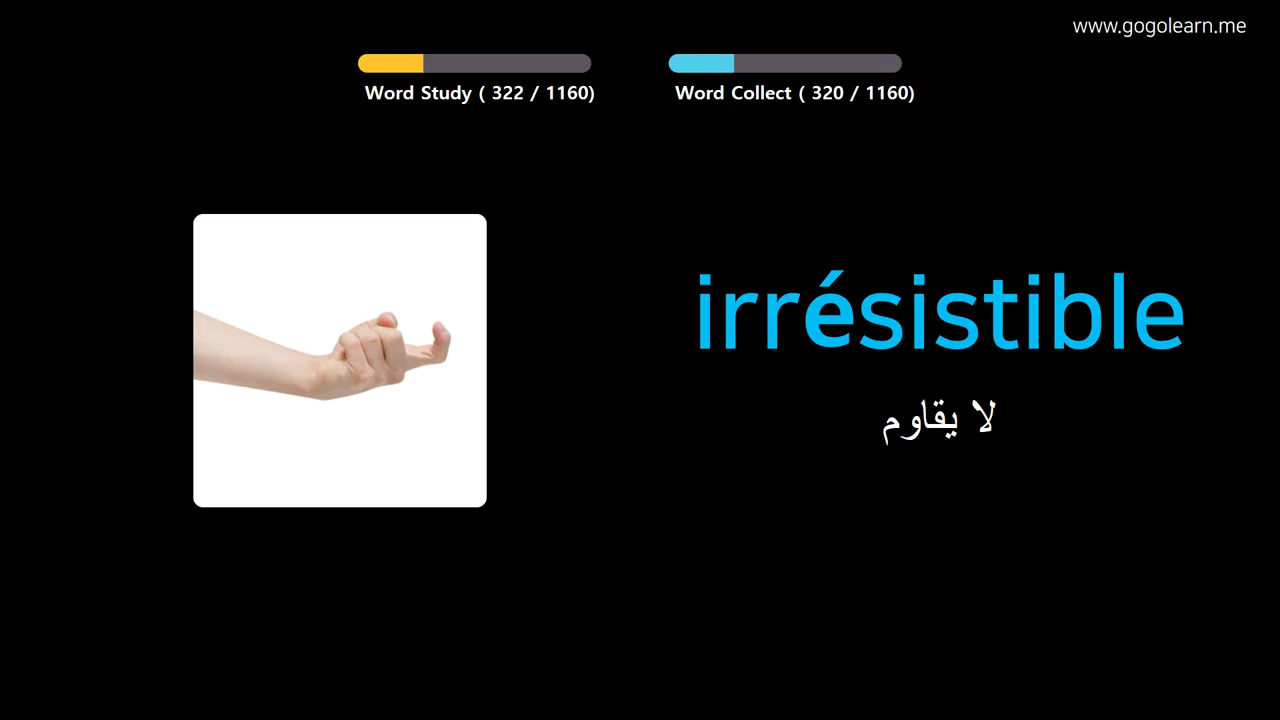 www.gogolearn.me
Word Study ( 322 / 1160)
Word Collect ( 320 / 1160)
irrésistible
لا يقاوم